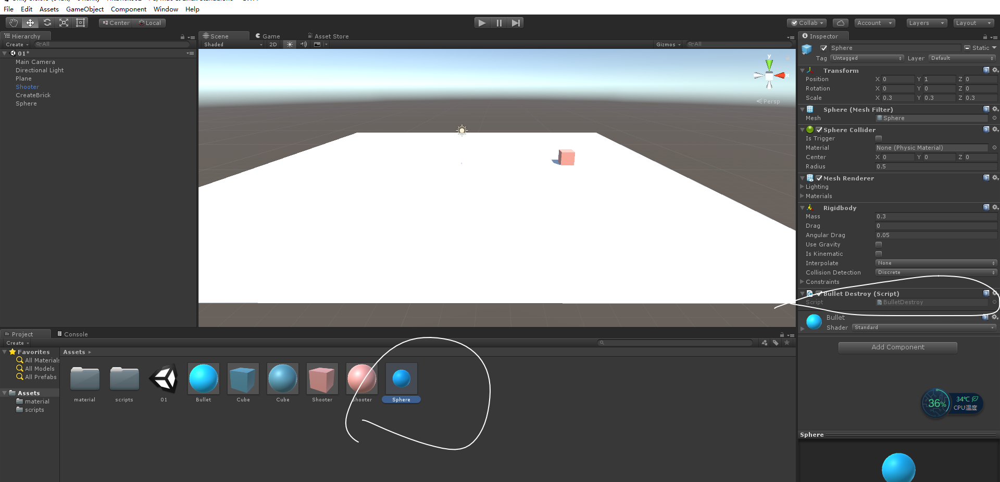 File Edit Assets GameObject Component Window Help
Center Local
Collab Account Layers Layout
Hierarchy
Create All
01*
Main Camera
Directional Light
Plane
Shooter
CreateBrick
Sphere
Scene Game Asset Store
Shaded 2D Gizmos All
y
x
Persp
Inspector
Sphere Static
Tag Untagged Layer Default
Transform
Position X 0 Y 1 Z 0
Rotation X 0 Y 0 Z 0
Scale X 0.3 Y 0.3 Z 0.3
Sphere (Mesh Filter)
Mesh Sphere
Sphere Collider
Is Trigger
Material None (Physic Material)
Center X 0 Y 0 Z 0
Radius 0.5
Mesh Renderer
Lighting
Materials
Rigidbody
Mass 0.3
Drag 0
Angular Drag 0.05
Use Gravity
Is Kinematic
Interpolate None
Collision Detection Discrete
Constraints
Bullet Destroy (Script)
Script BulletDestroy
Bullet
Shader Standard
Add Component
Project Console
Create
Favorites
All Materials
All Models
All Prefabs
Assets
material
scripts
Assets
material scripts 01 Bullet Cube Cube Shooter shooter Sphere
36% 34℃
CPU温度
Sphere